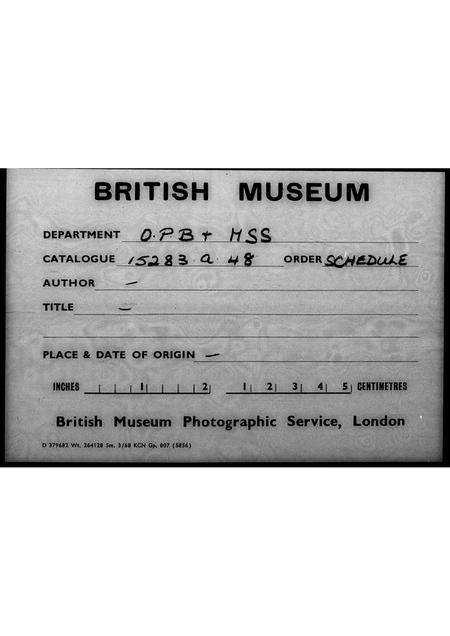 BRITISH MUSEUM
DEPARTMENT O.P.B + MSS
CATALOGUE 15283.a.48 ORDER SCHEDULE
AUTHOR —
TITLE —
PLACE & DATE OF ORIGIN —
INCHES 1 2 1 2 3 4 5 CENTIMETRES
British Museum Photographic Service, London
D 379682 Wt. 264128 5m. 3/68 KCN Gp. 007 (5856)